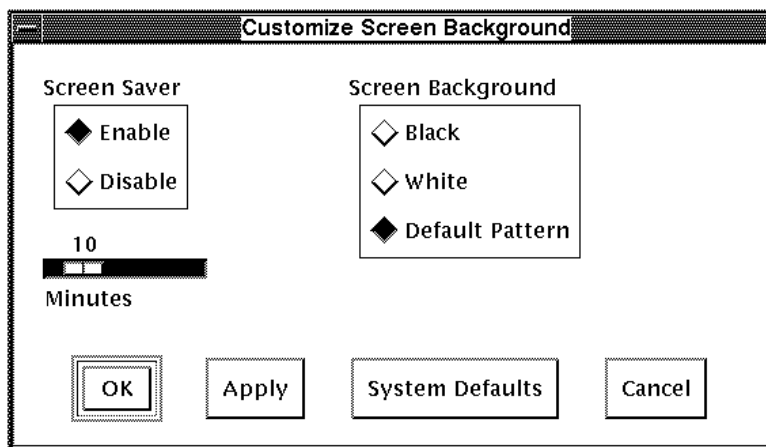 Customize Screen Background
Screen Saver
Enable
Disable
10
Minutes
Screen Background
Black
White
Default Pattern
OK
Apply
System Defaults
Cancel